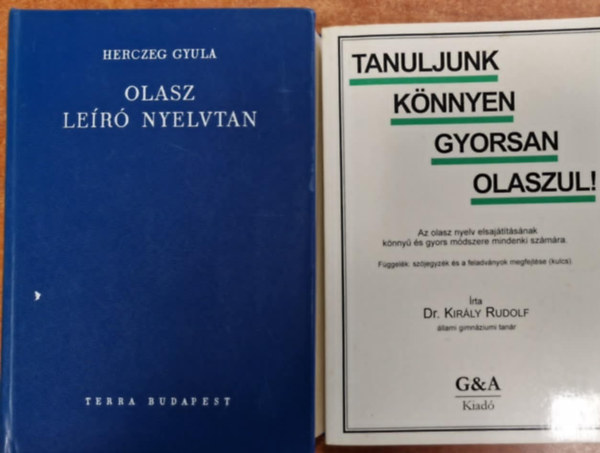 HERCZEG GYULA
OLASZ
LEÍRÓ NYELVTAN
TERRA BUDAPEST
TANULJUNK
KÖNNYEN
GYORSAN
OLASZUL!
Az olasz nyelv elsajátításának
könnyű és gyors módszere mindenki számára.
Függelék: szójegyzék és a feladványok megfejtése (kulcs)
Írta
Dr. KIRÁLY RUDOLF
állami gimnáziumi tanár
G&A
Kiadó